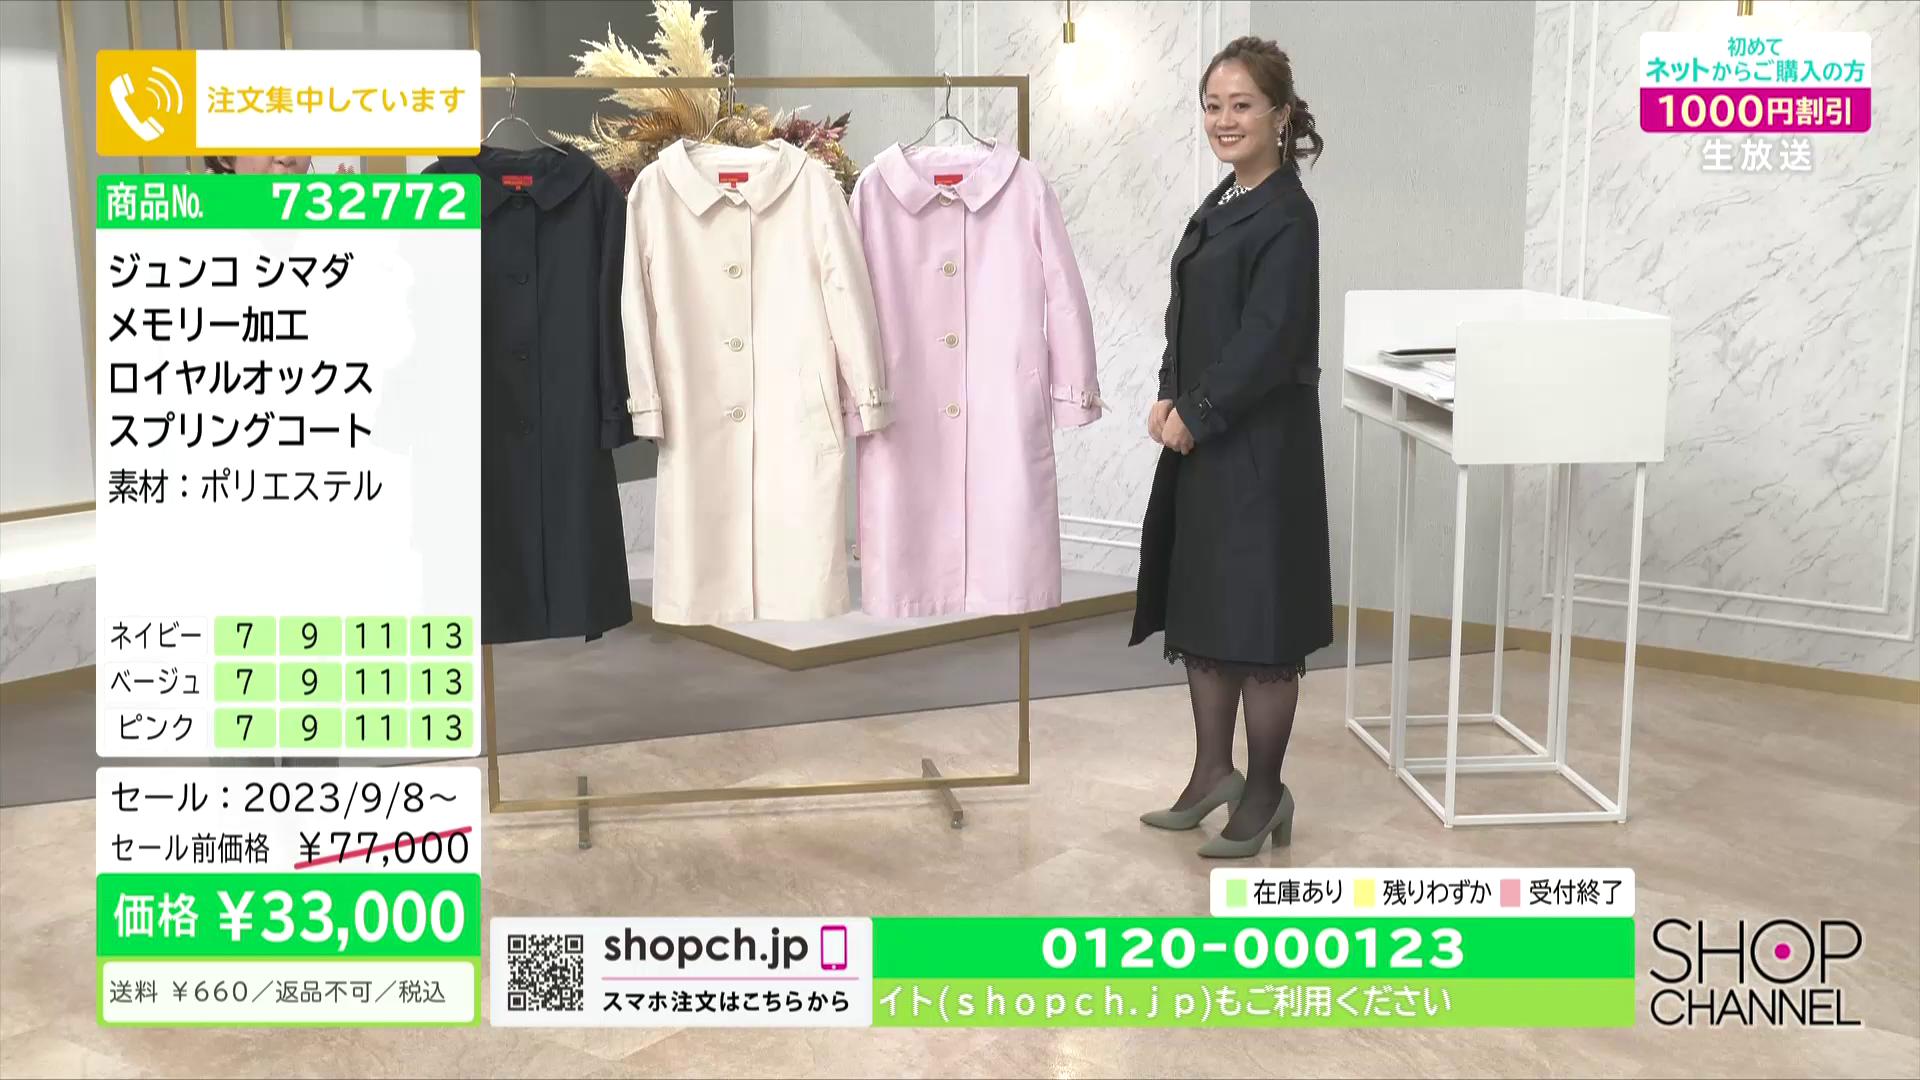 注文集中しています
商品No. 732772
ジュンコ シマダ
メモリー加工
ロイヤルオックス
スプリングコート
素材：ポリエステル
ネイビー 7 9 11 13
ベージュ 7 9 11 13
ピンク 7 9 11 13
セール：2023/9/8～
セール前価格 ￥77,000
価格 ￥33,000
送料 ￥660／返品不可／税込
初めて
ネットからご購入の方
1000円割引
生放送
在庫あり 残りわずか 受付終了
shopch.jp
スマホ注文はこちらから
0120-000123
イト(shopch.jp)もご利用ください
SHOP
CHANNEL